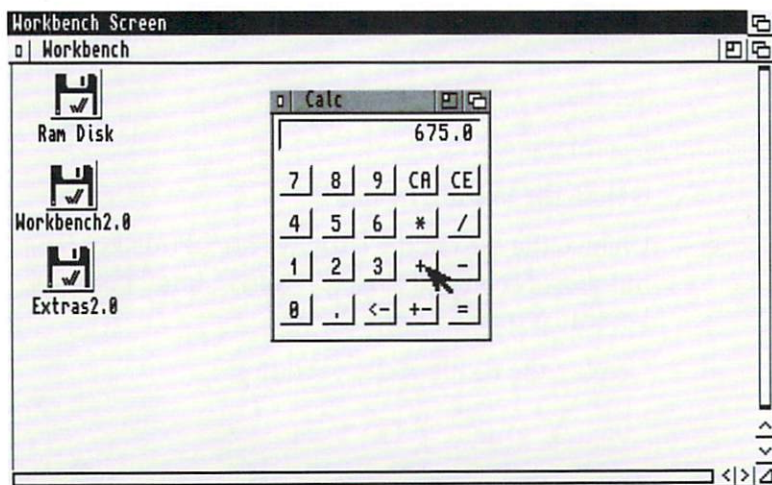 Workbench Screen
Workbench
Ram Disk
Workbench2.0
Extras2.0
Calc
675.0
7 8 9 CA CE
4 5 6 * /
1 2 3 + -
0 . <- +- =